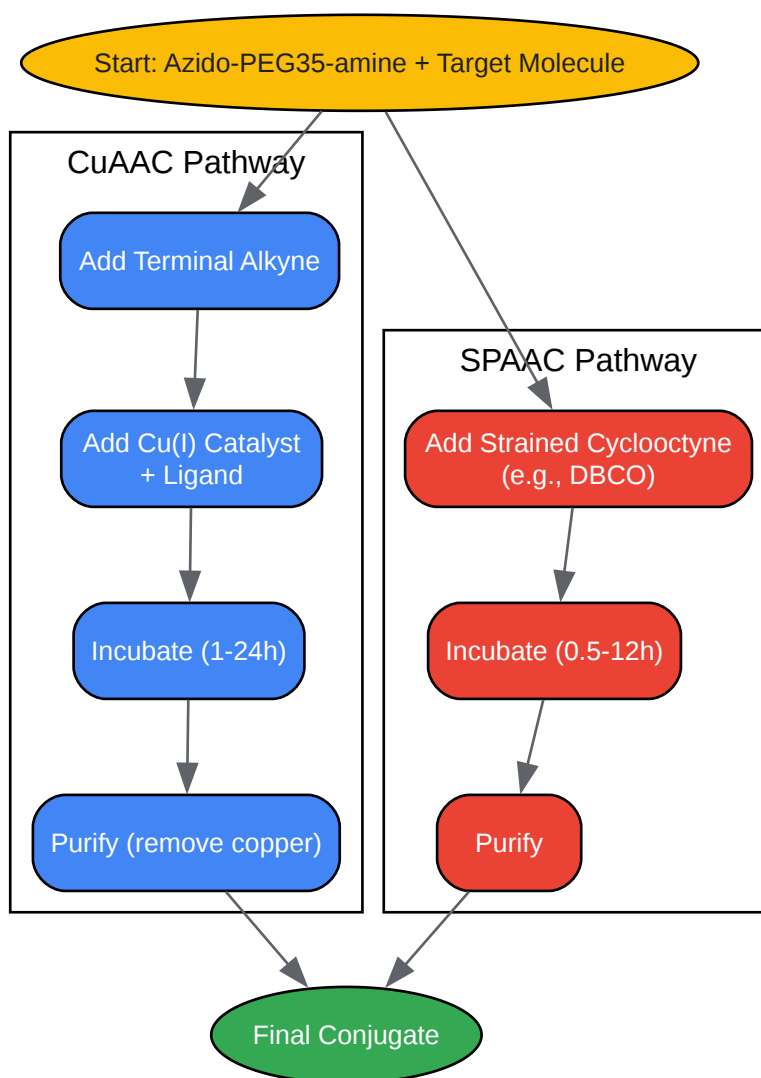 Start: Azido-PEG35-amine + Target Molecule
CuAAC Pathway
Add Terminal Alkyne
Add Cu(I) Catalyst
+ Ligand
Incubate (1-24h)
Purify (remove copper)
SPAAC Pathway
Add Strained Cyclooctyne
(e.g., DBCO)
Incubate (0.5-12h)
Purify
Final Conjugate